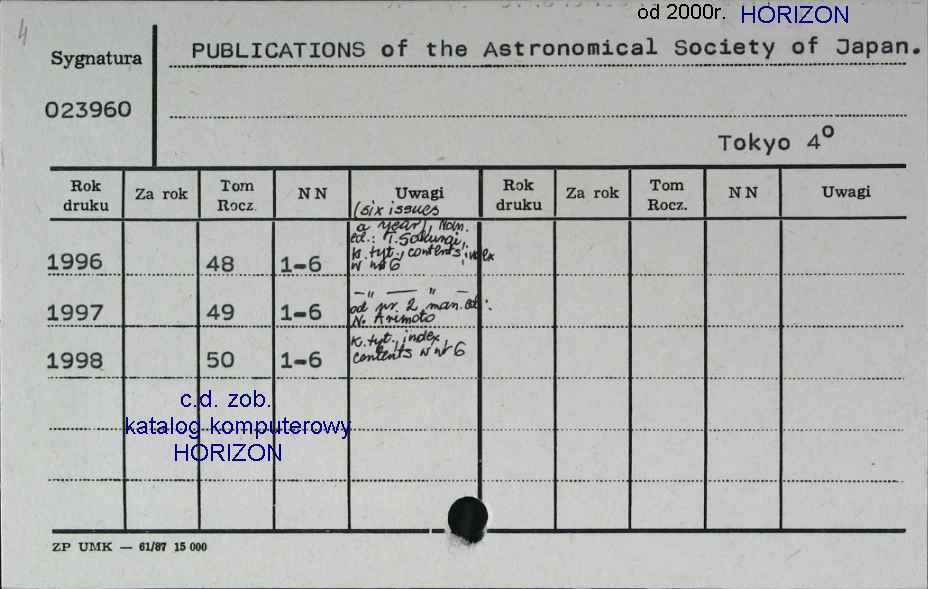 4
od 2000r. HORIZON
Sygnatura
PUBLICATIONS of the Astronomical Society of Japan.
023960
Tokyo 4°
Rok druku Za rok Tom Rocz. N N Uwagi Rok druku Za rok Tom Rocz. N N Uwagi
(six issues
a year), man.
ed.: T. Sakurai,
k. tyt., contents, index
1996 48 1-6 w nr 6
—"— —"—
1997 49 1-6 od nr. 2 man. ed.:
N. Arimoto
k. tyt., index,
1998 50 1-6 contents w nr 6
c.d. zob.
katalog komputerowy
HORIZON
ZP UMK — 61/87 15 000